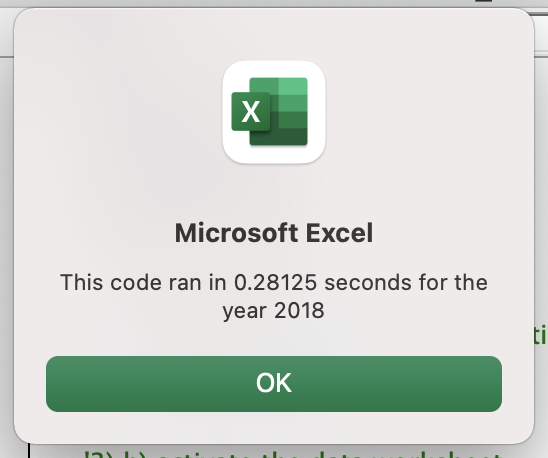 X
Microsoft Excel
This code ran in 0.28125 seconds for the
year 2018
ti
OK
'3) b) activate the data worksheet